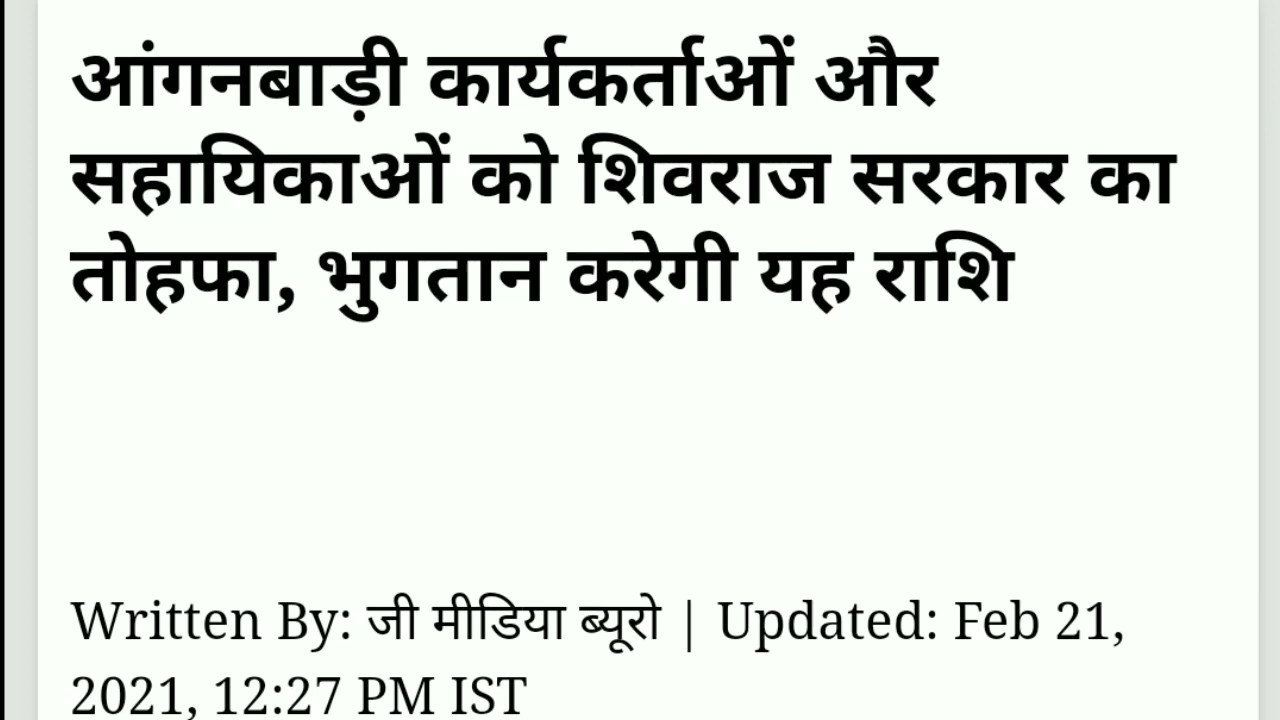 आंगनबाड़ी कार्यकर्ताओं और
सहायिकाओं को शिवराज सरकार का
तोहफा, भुगतान करेगी यह राशि
Written By: जी मीडिया ब्यूरो | Updated: Feb 21,
2021, 12:27 PM IST